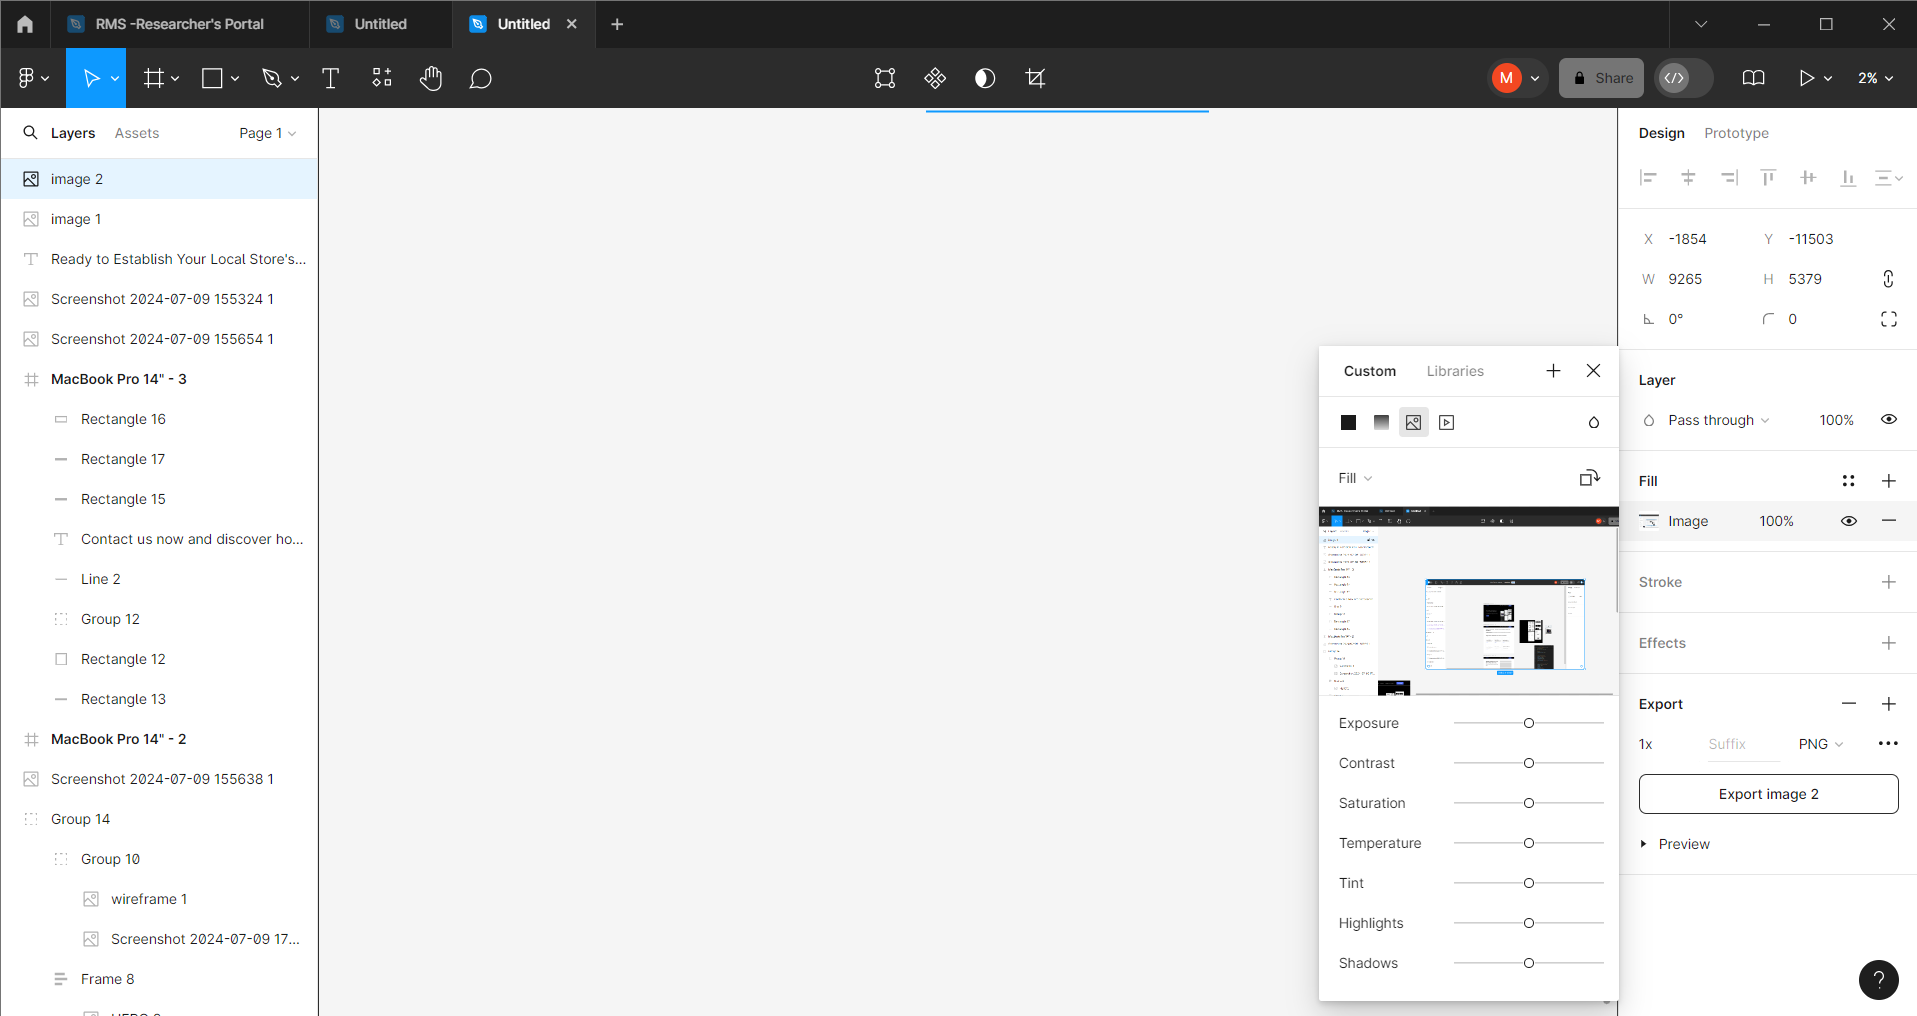 RMS -Researcher's Portal
Untitled
Untitled
M
Share
2%
Layers
Assets
Page 1
image 2
image 1
Ready to Establish Your Local Store's...
Screenshot 2024-07-09 155324 1
Screenshot 2024-07-09 155654 1
MacBook Pro 14" - 3
Rectangle 16
Rectangle 17
Rectangle 15
Contact us now and discover ho...
Line 2
Group 12
Rectangle 12
Rectangle 13
MacBook Pro 14" - 2
Screenshot 2024-07-09 155638 1
Group 14
Group 10
wireframe 1
Screenshot 2024-07-09 17...
Frame 8
Custom
Libraries
Fill
Exposure
Contrast
Saturation
Temperature
Tint
Highlights
Shadows
Design
Prototype
X -1854 Y -11503
W 9265 H 5379
0° 0
Layer
Pass through 100%
Fill
Image 100%
Stroke
Effects
Export
1x Suffix PNG
Export image 2
Preview
?